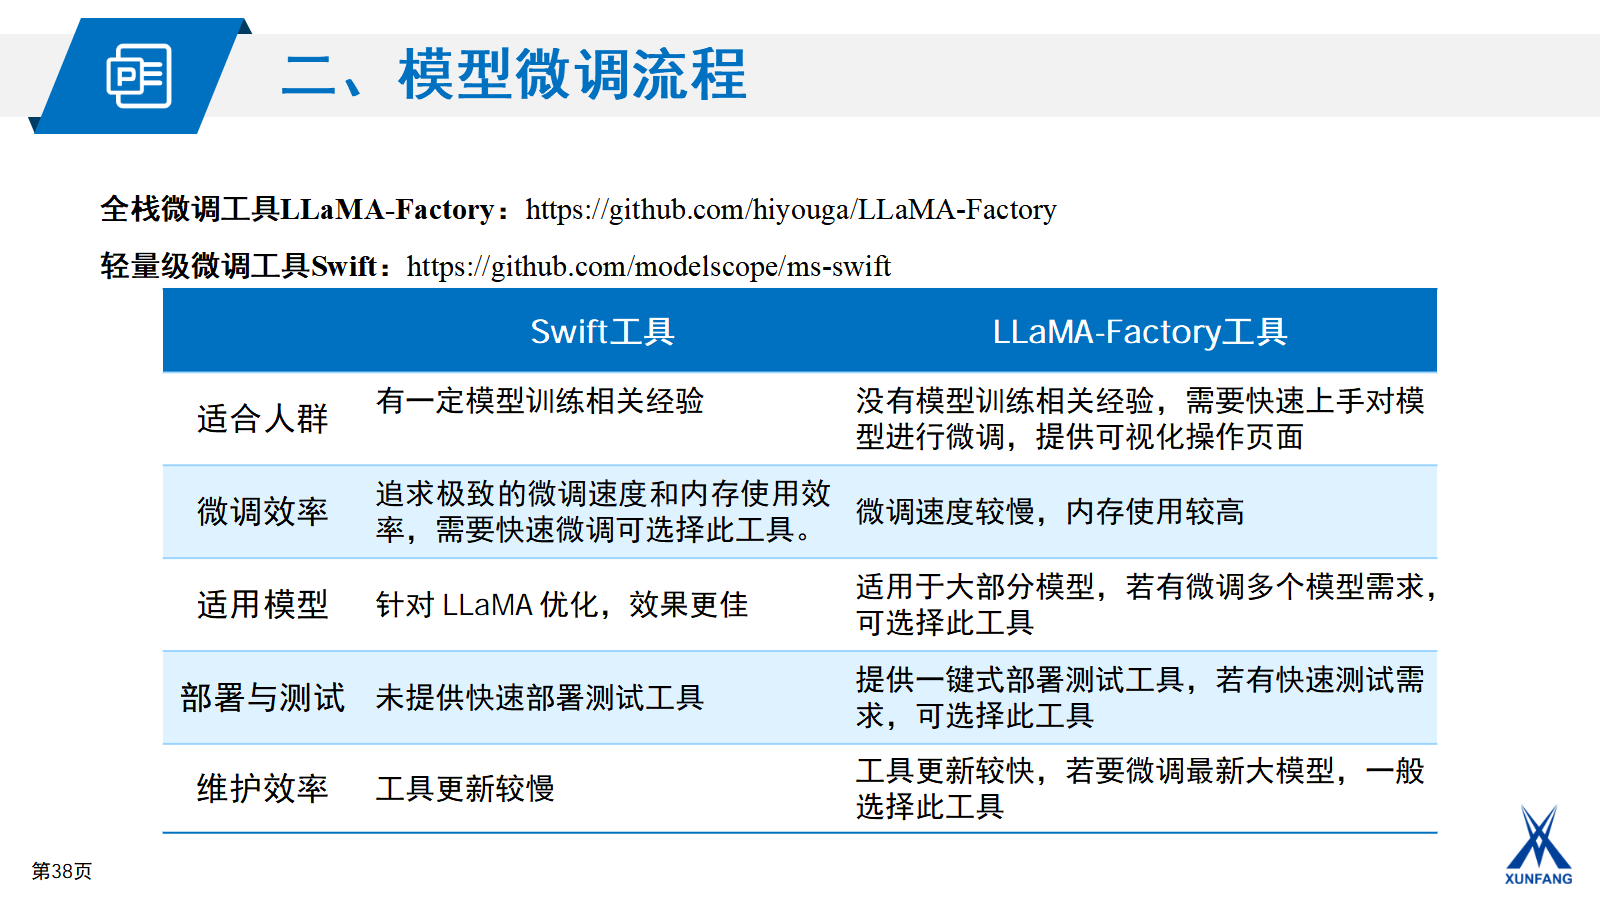 二、模型微调流程
全栈微调工具LLaMA-Factory：https://github.com/hiyouga/LLaMA-Factory
轻量级微调工具Swift：https://github.com/modelscope/ms-swift
Swift工具
LLaMA-Factory工具
适合人群
有一定模型训练相关经验
没有模型训练相关经验，需要快速上手对模
型进行微调，提供可视化操作页面
微调效率
追求极致的微调速度和内存使用效
率，需要快速微调可选择此工具。
微调速度较慢，内存使用较高
适用模型
针对 LLaMA 优化，效果更佳
适用于大部分模型，若有微调多个模型需求，
可选择此工具
部署与测试
未提供快速部署测试工具
提供一键式部署测试工具，若有快速测试需
求，可选择此工具
维护效率
工具更新较慢
工具更新较快，若要微调最新大模型，一般
选择此工具
第38页
XUNFANG